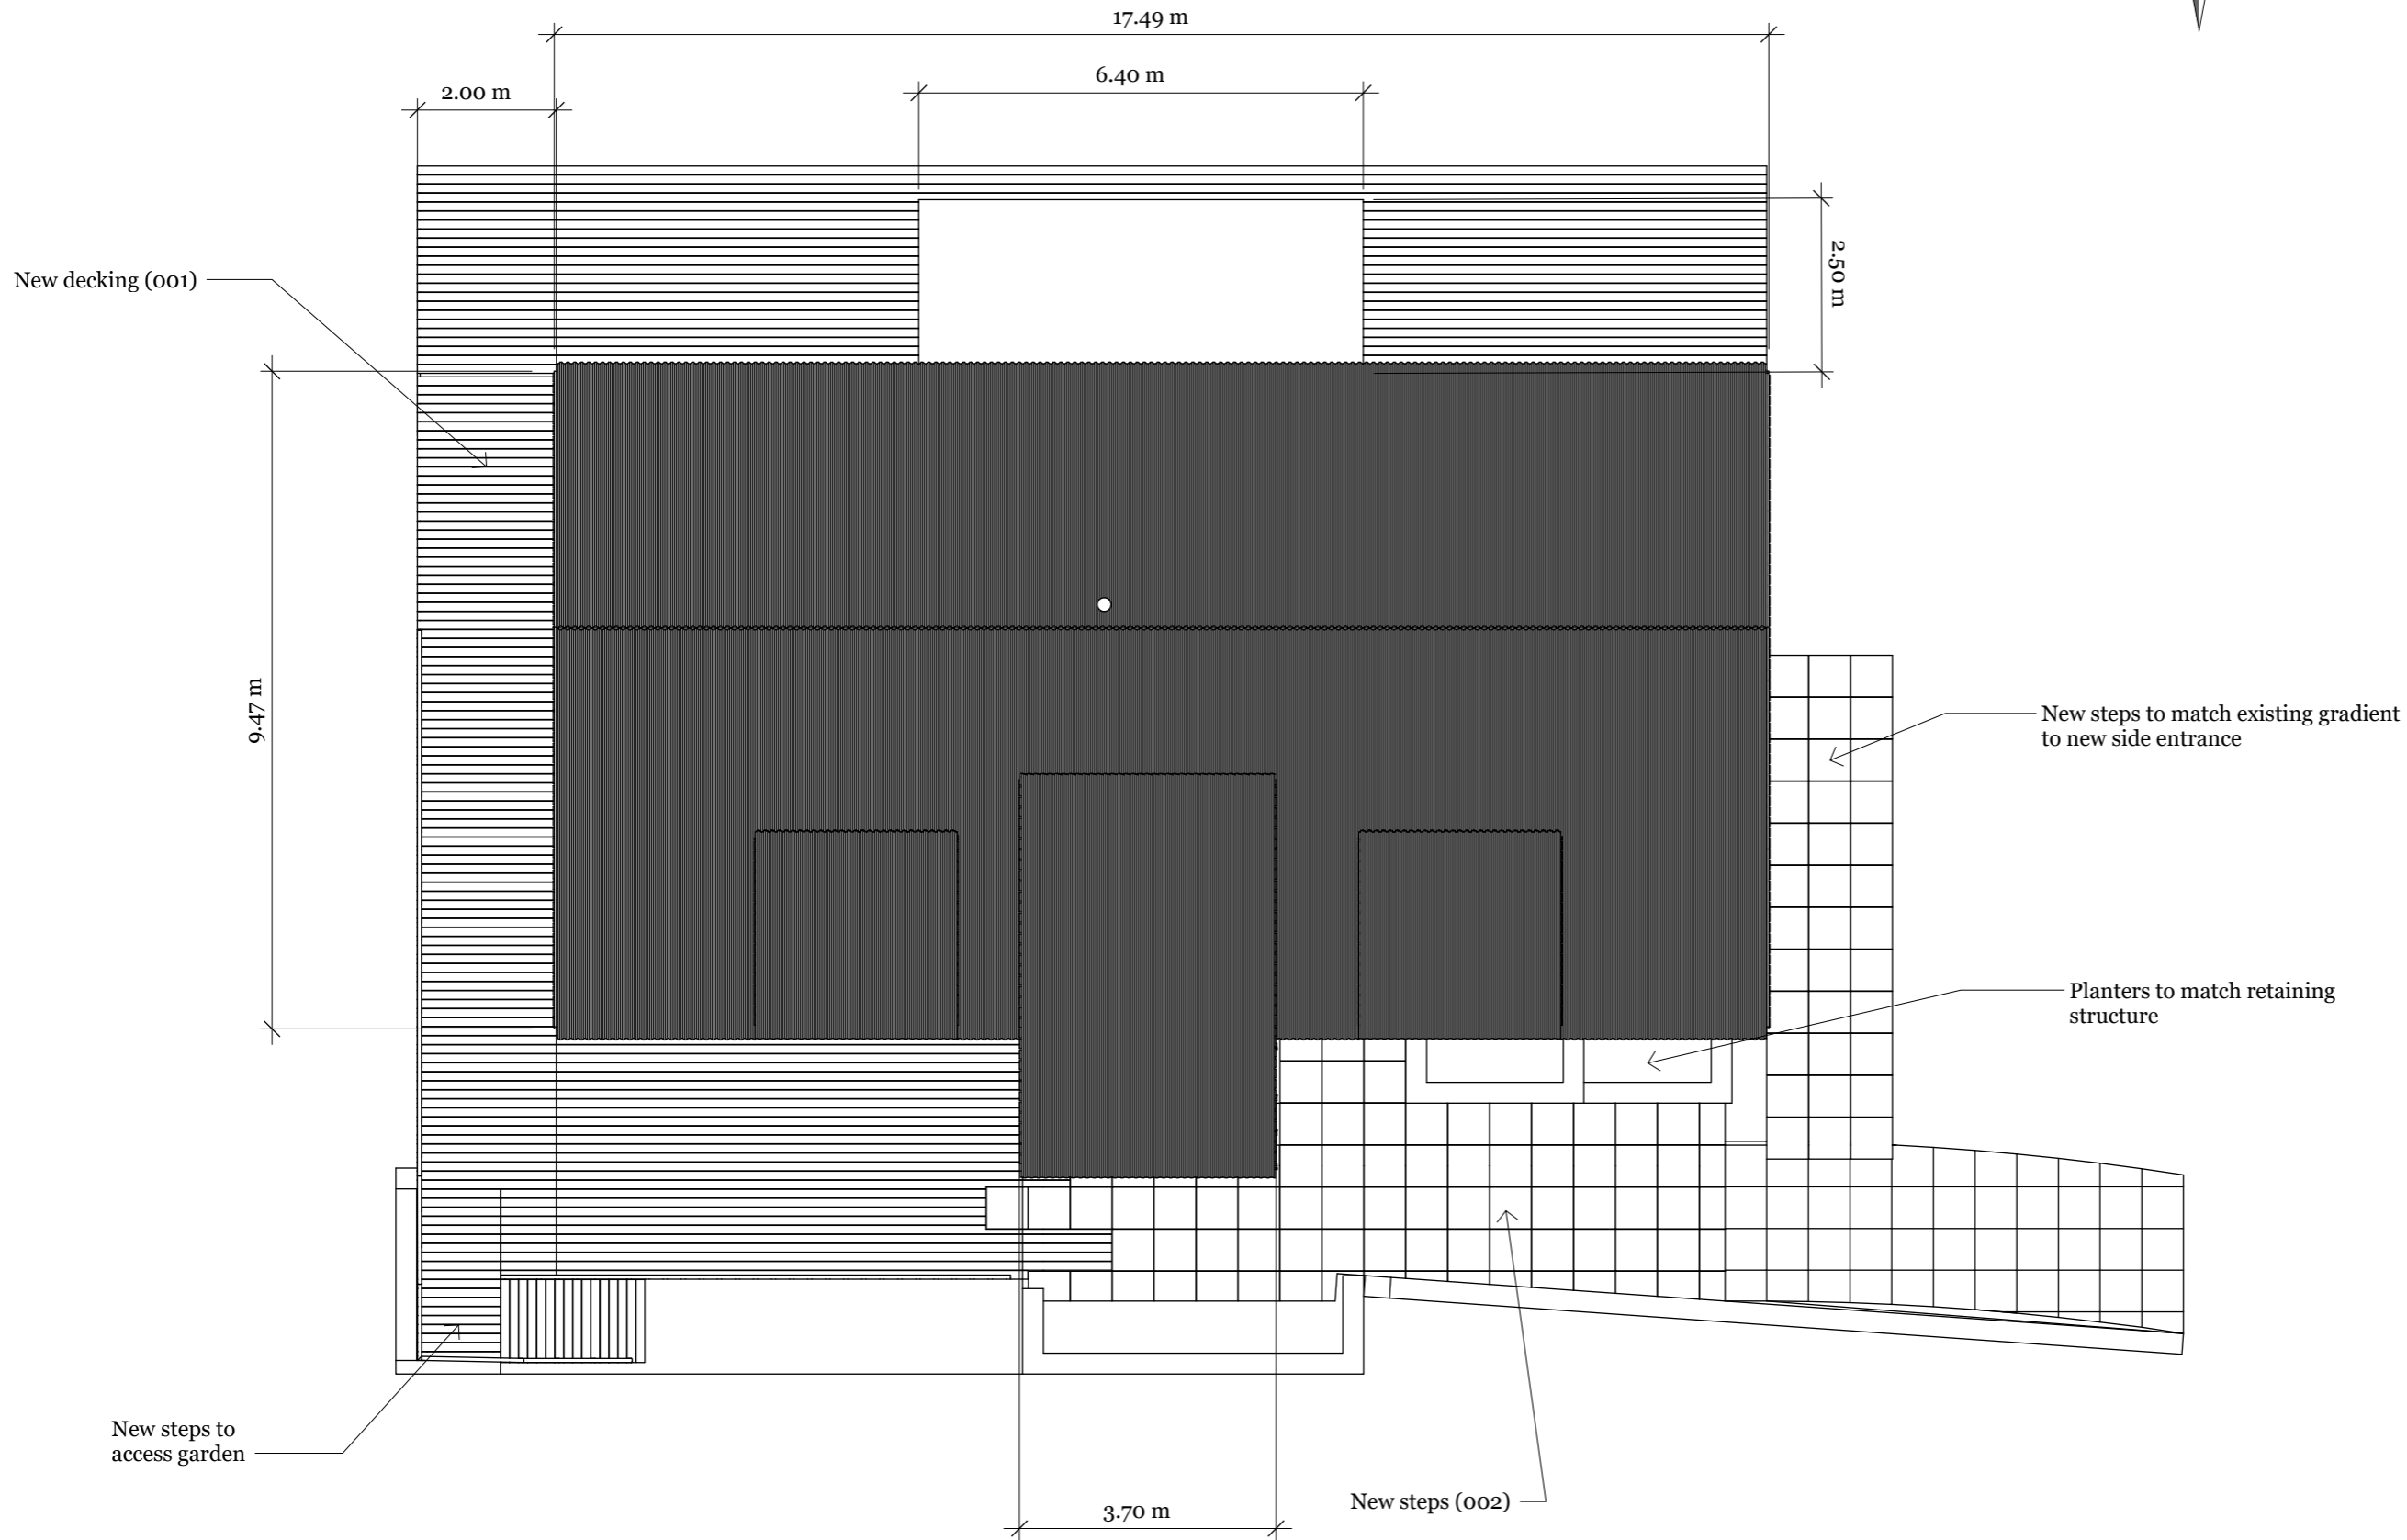 17.49 m
6.40 m
2.00 m
2.50 m
New decking (001)
9.47 m
New steps to match existing gradient
to new side entrance
Planters to match retaining
structure
New steps to
access garden
New steps (002)
3.70 m